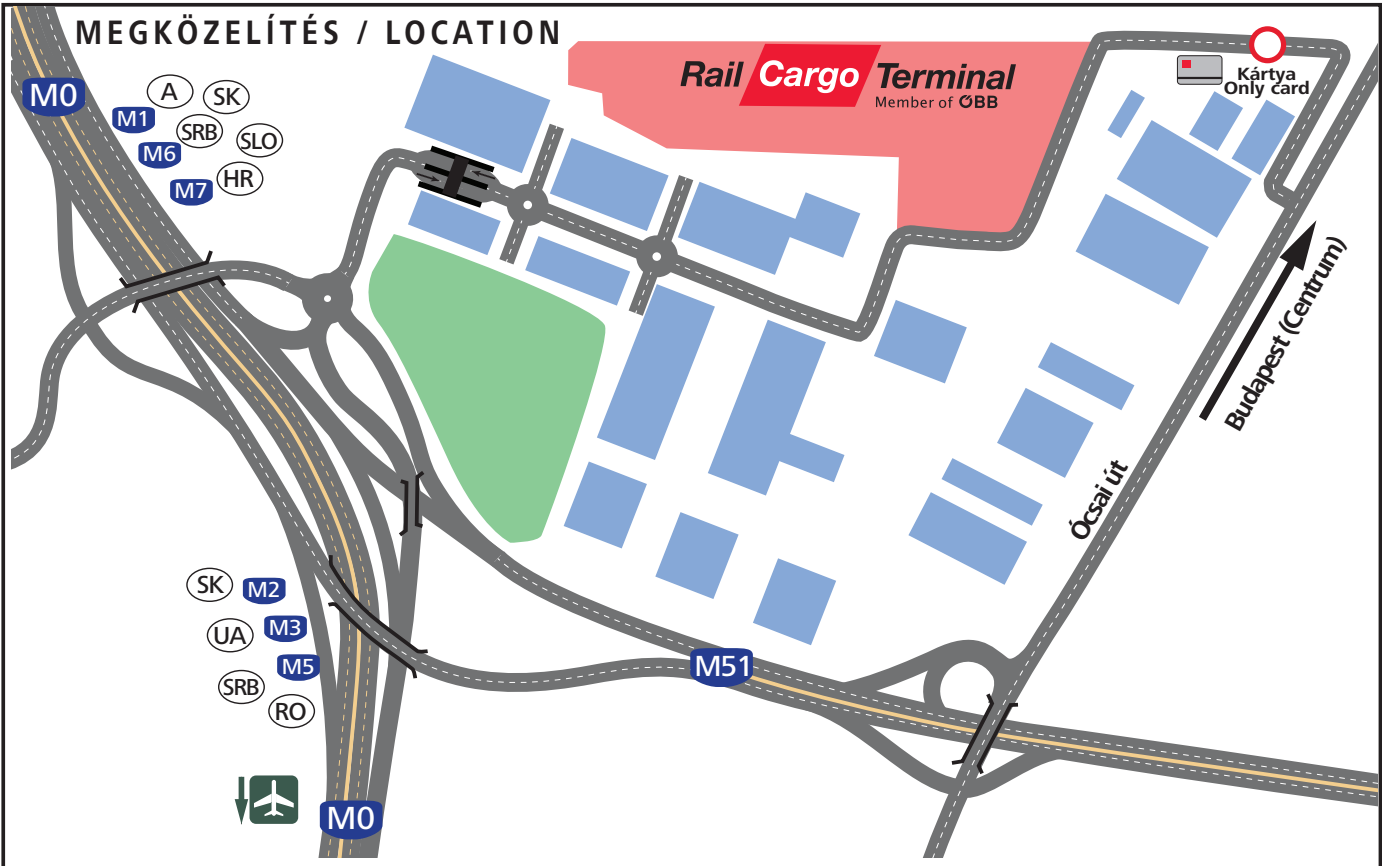 MEGKÖZELÍTÉS / LOCATION
M0
A
SK
M1
SRB
SLO
M6
HR
M7
Rail Cargo Terminal
Member of ÖBB
Kártya
Only card
Budapest (Centrum)
Ócsai út
SK
M2
UA
M3
M5
SRB
RO
M51
M0